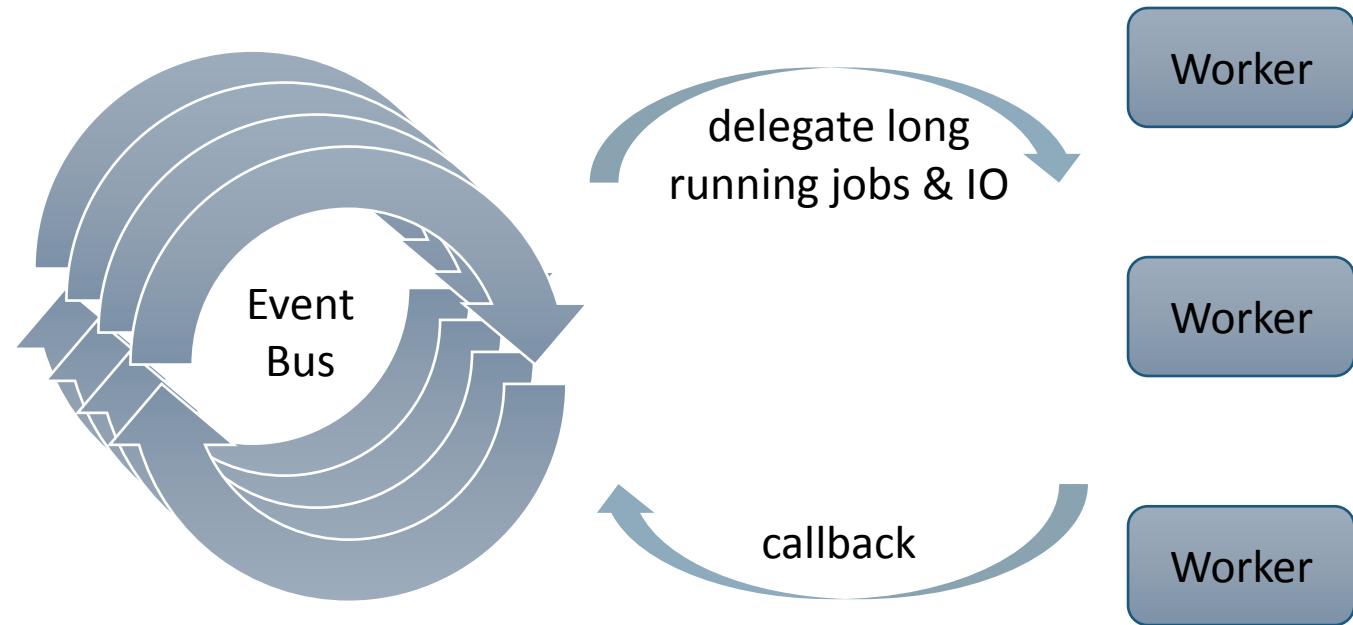 Worker
delegate long
running jobs & IO
Event
Bus
Worker
callback
Worker